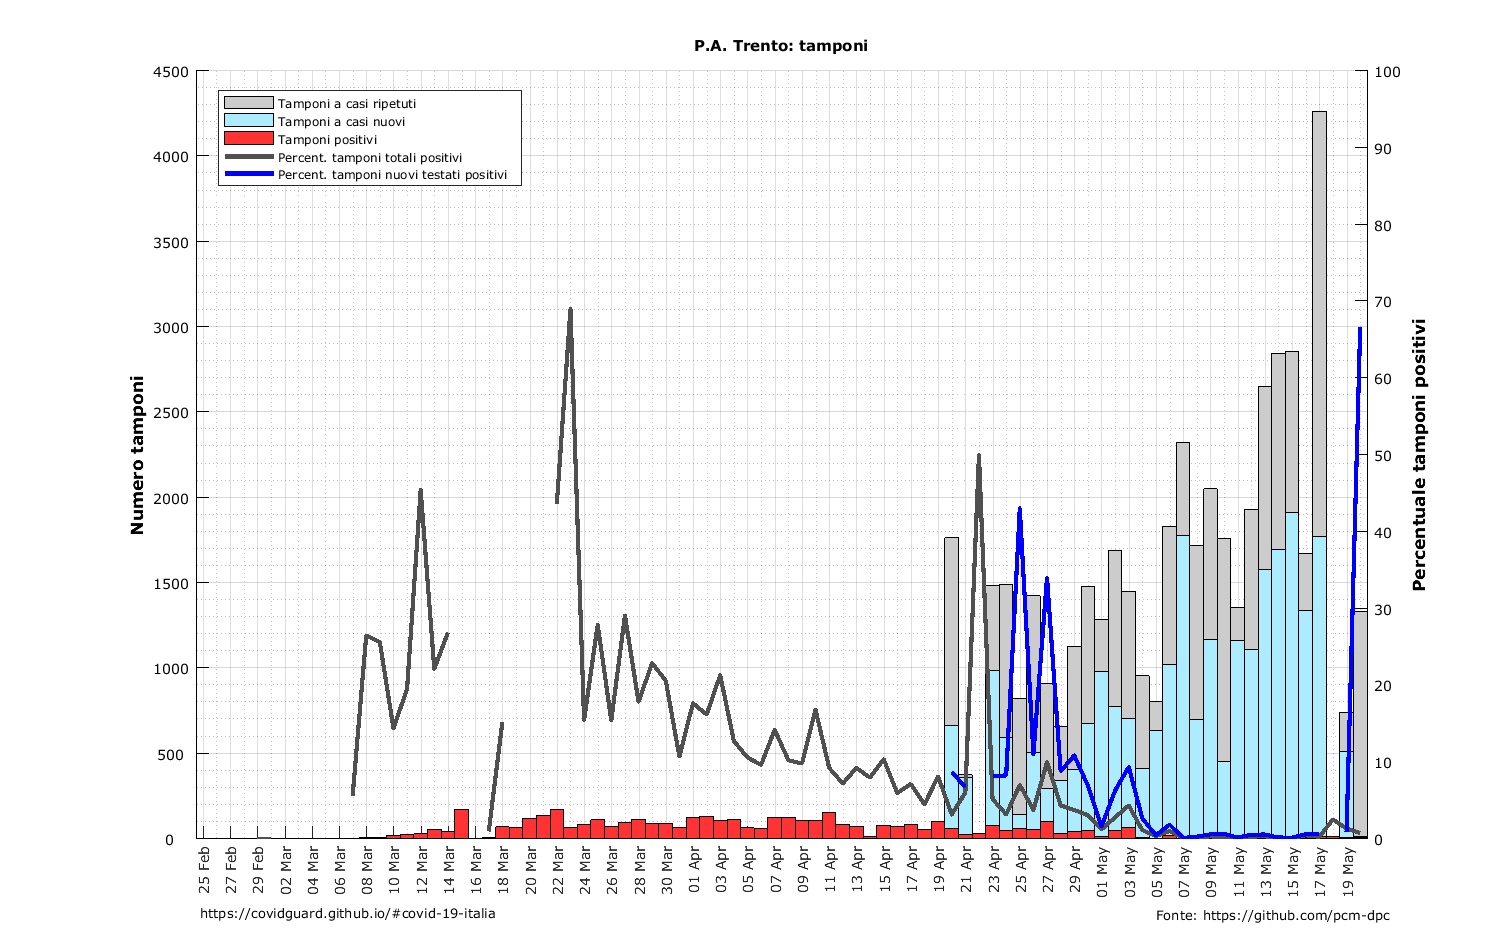 P.A. Trento: tamponi
4500
4000
3500
3000
2500
2000
1500
1000
500
0
100
90
80
70
60
50
40
30
20
10
0
Tamponi a casi ripetuti
Tamponi a casi nuovi
Tamponi positivi
Percent. tamponi totali positivi
Percent. tamponi nuovi testati positivi
Numero tamponi
Percentuale tamponi positivi
25 Feb
27 Feb
29 Feb
02 Mar
04 Mar
06 Mar
08 Mar
10 Mar
12 Mar
14 Mar
16 Mar
18 Mar
20 Mar
22 Mar
24 Mar
26 Mar
28 Mar
30 Mar
01 Apr
03 Apr
05 Apr
07 Apr
09 Apr
11 Apr
13 Apr
15 Apr
17 Apr
19 Apr
21 Apr
23 Apr
25 Apr
27 Apr
29 Apr
01 May
03 May
05 May
07 May
09 May
11 May
13 May
15 May
17 May
19 May
https://covidguard.github.io/#covid-19-italia
Fonte: https://github.com/pcm-dpc